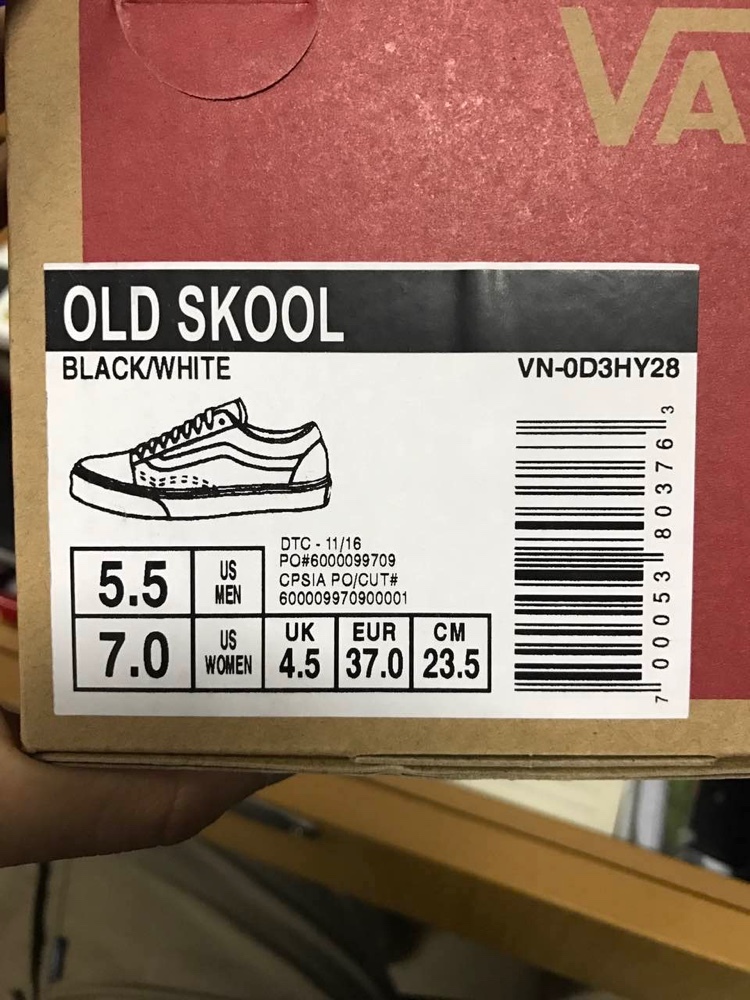 VA
OLD SKOOL
BLACK/WHITE
VN-0D3HY28
DTC - 11/16
PO#6000099709
CPSIA PO/CUT#
600009970900001
5.5 US MEN
7.0 US WOMEN
UK 4.5
EUR 37.0
CM 23.5
7 00053 80376 3